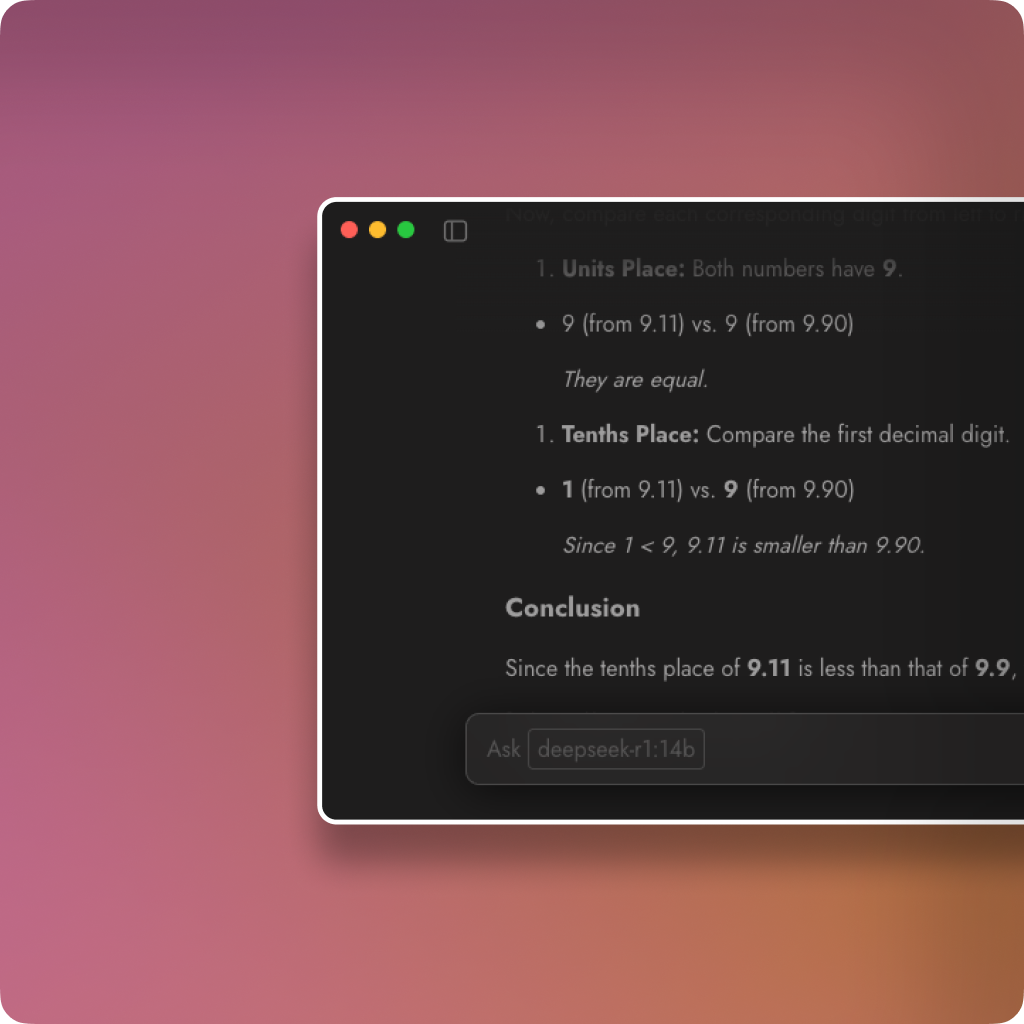 Now, compare each corresponding digit from left to
1. Units Place: Both numbers have 9.
• 9 (from 9.11) vs. 9 (from 9.90)
They are equal.
1. Tenths Place: Compare the first decimal digit.
• 1 (from 9.11) vs. 9 (from 9.90)
Since 1 < 9, 9.11 is smaller than 9.90.
Conclusion
Since the tenths place of 9.11 is less than that of 9.9,
Ask deepseek-r1:14b